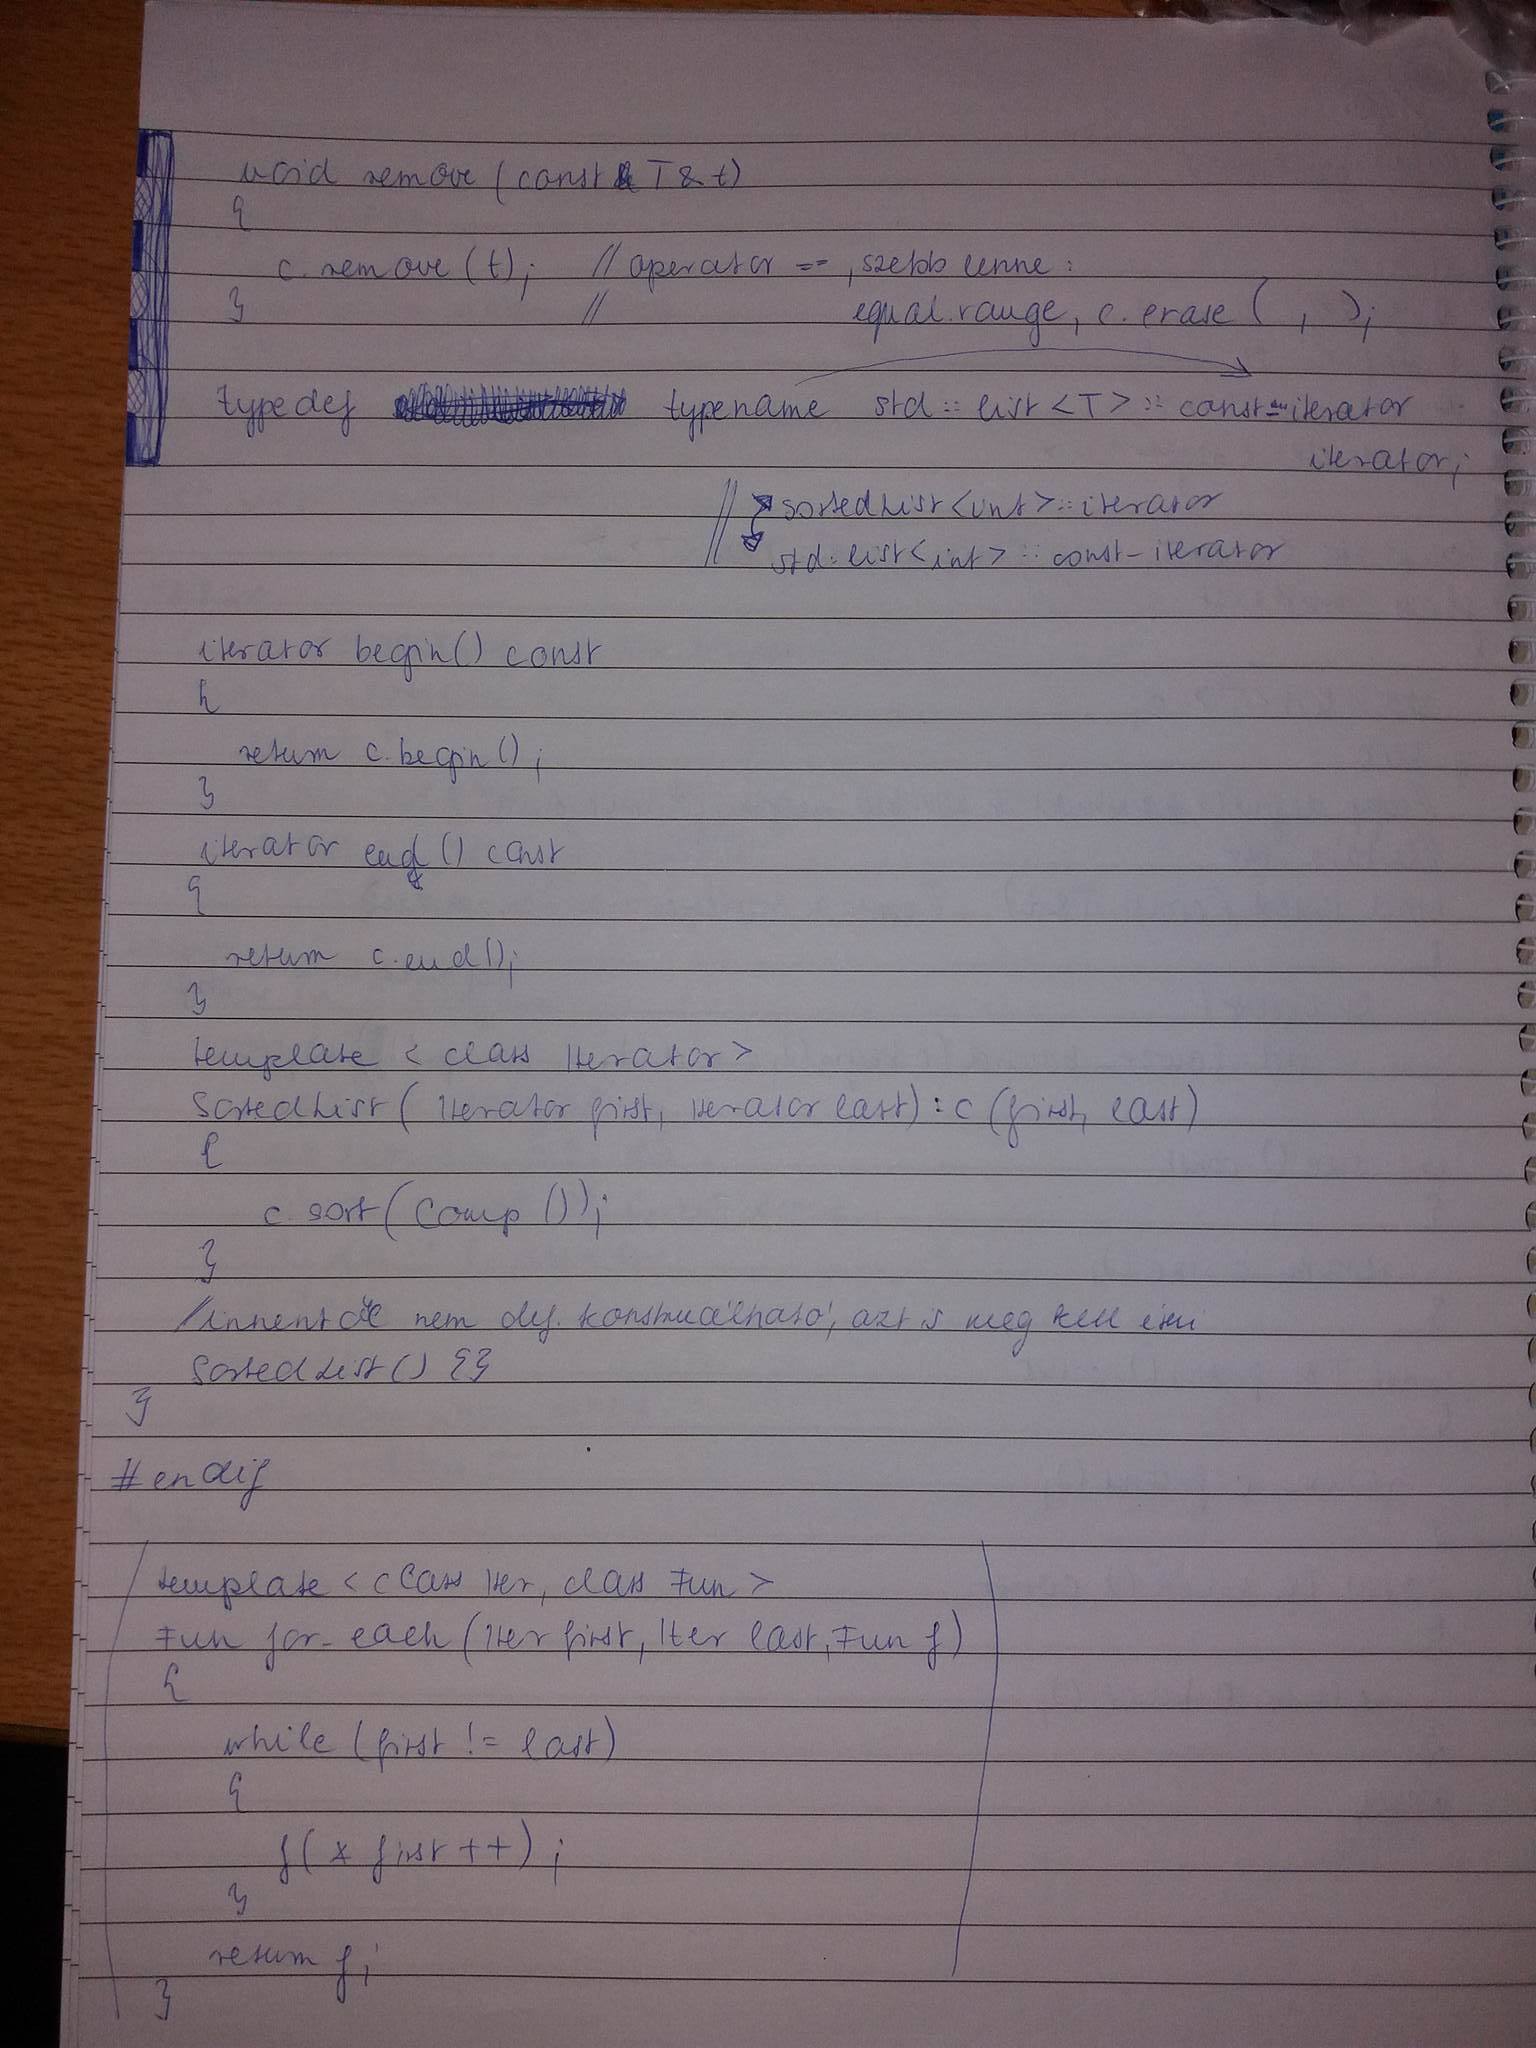 void remove (const T & t)
{
c.remove (t); // operator ==, szebb lenne:
} // equal_range, c.erase ( , );
typedef typename std::list <T>::const_iterator
iterator;
// sortedList <int>::iterator
std::list <int>::const_iterator
iterator begin() const
{
return c.begin();
}
iterator end() const
{
return c.end();
}
template < class Iterator>
SortedList ( Iterator first, Iterator last) : c (first, last)
{
c.sort ( Comp ());
}
// innentől nem def. konstruálható, azt is meg kell írni
SortedList() {}
}
#endif
template < class Iter, class Fun >
Fun for_each (Iter first, Iter last, Fun f)
{
while (first != last)
{
f(* first ++);
}
return f;
}